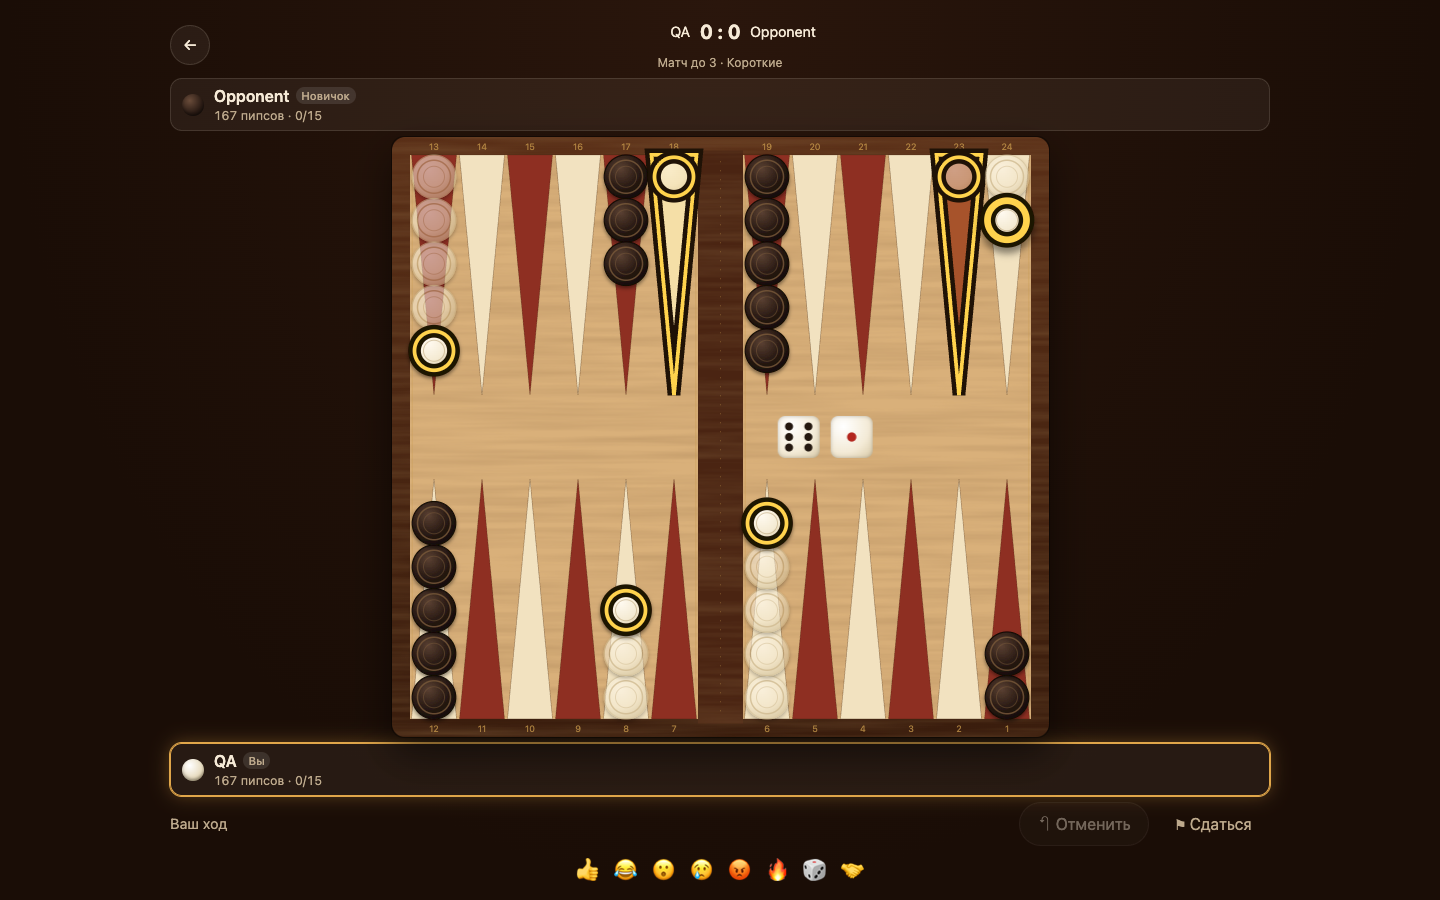 QA 0 : 0 Opponent
Матч до 3 · Короткие
Opponent Новичок
167 пипсов · 0/15
13 14 15 16 17 18 19 20 21 22 23 24
12 11 10 9 8 7 6 5 4 3 2 1
QA Вы
167 пипсов · 0/15
Ваш ход
Отменить
Сдаться